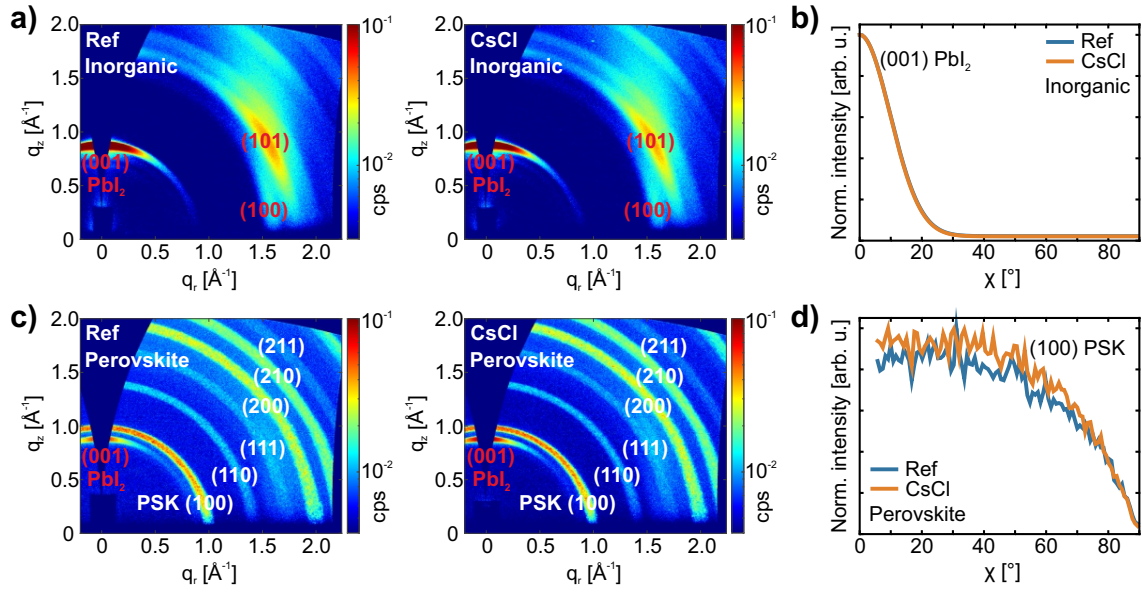 a)
Ref
Inorganic
(101)
(001)
PbI₂
(100)
2.0
1.5
1.0
0.5
0
0
0.5
1.0
1.5
2.0
qz [Å⁻¹]
qr [Å⁻¹]
10⁻¹
10⁻²
cps
CsCl
Inorganic
(101)
(001)
PbI₂
(100)
2.0
1.5
1.0
0.5
0
0
0.5
1.0
1.5
2.0
qz [Å⁻¹]
qr [Å⁻¹]
10⁻¹
10⁻²
cps
b)
Ref
CsCl
Inorganic
(001) PbI₂
Norm. intensity [arb. u.]
0 20 40 60 80
χ [°]
c)
Ref
Perovskite
(211)
(210)
(200)
(111)
(110)
(001)
PbI₂
PSK (100)
2.0
1.5
1.0
0.5
0
0
0.5
1.0
1.5
2.0
qz [Å⁻¹]
qr [Å⁻¹]
10⁻¹
10⁻²
cps
CsCl
Perovskite
(211)
(210)
(200)
(111)
(110)
(001)
PbI₂
PSK (100)
2.0
1.5
1.0
0.5
0
0
0.5
1.0
1.5
2.0
qz [Å⁻¹]
qr [Å⁻¹]
10⁻¹
10⁻²
cps
d)
(100) PSK
Ref
CsCl
Perovskite
Norm. intensity [arb. u.]
0 20 40 60 80
χ [°]